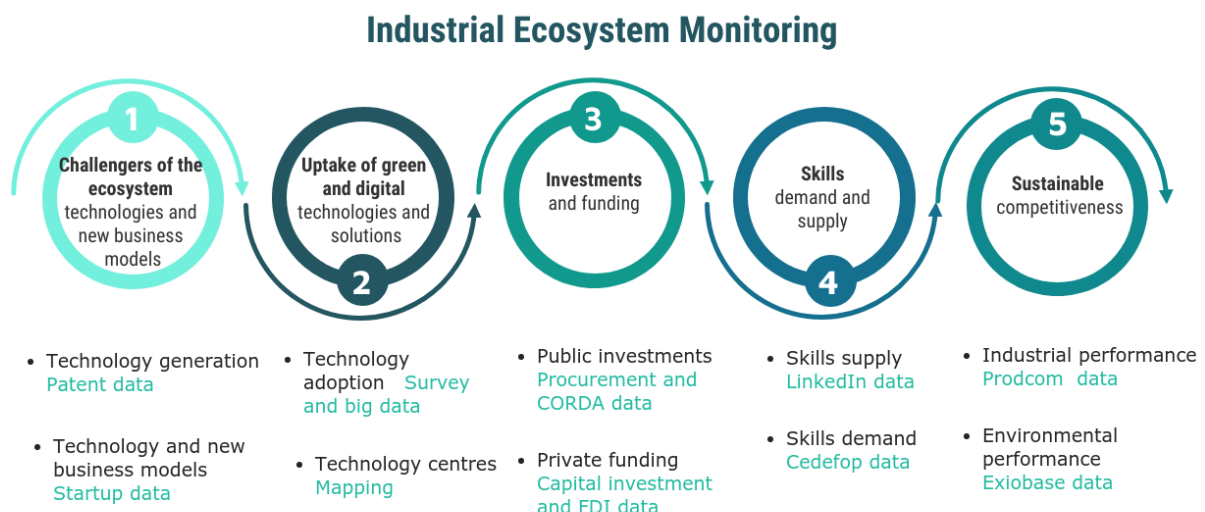 Industrial Ecosystem Monitoring
1
Challengers of the
ecosystem
technologies and
new business
models
Uptake of green
and digital
technologies and
solutions
2
3
Investments
and funding
Skills
demand and
supply
4
5
Sustainable
competitiveness
• Technology generation
Patent data
• Technology and new
business models
Startup data
• Technology
adoption Survey
and big data
• Technology centres
Mapping
• Public investments
Procurement and
CORDA data
• Private funding
Capital investment
and FDI data
• Skills supply
LinkedIn data
• Skills demand
Cedefop data
• Industrial performance
Prodcom data
• Environmental
performance
Exiobase data